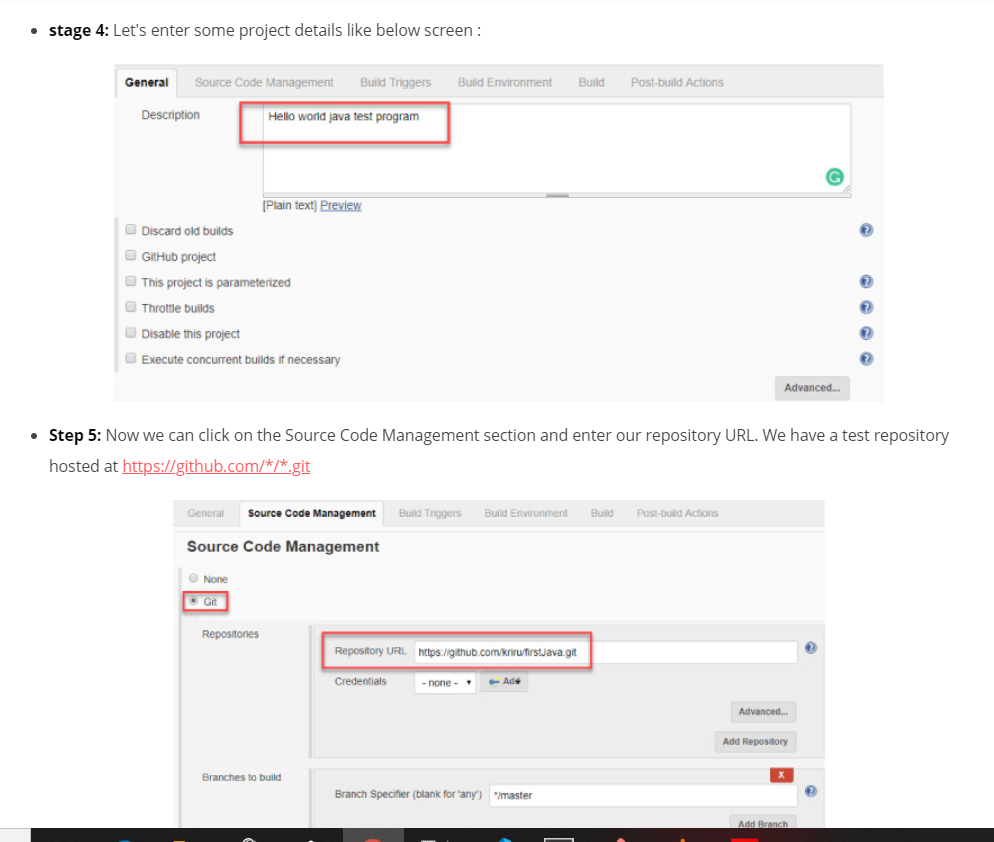 stage 4: Let's enter some project details like below screen :
General Source Code Management Build Triggers Build Environment Build Post-build Actions
Description
Hello world java test program
[Plain text] Preview
Discard old builds
GitHub project
This project is parameterized
Throttle builds
Disable this project
Execute concurrent builds if necessary
Advanced...
Step 5: Now we can click on the Source Code Management section and enter our repository URL. We have a test repository
hosted at https://github.com/*/*.git
General Source Code Management Build Triggers Build Environment Build Post-build Actions
Source Code Management
None
Git
Repositories
Repository URL https://github.com/kriru/firstJava.git
Credentials - none - Add
Advanced...
Add Repository
Branches to build
X
Branch Specifier (blank for 'any') */master
Add Branch